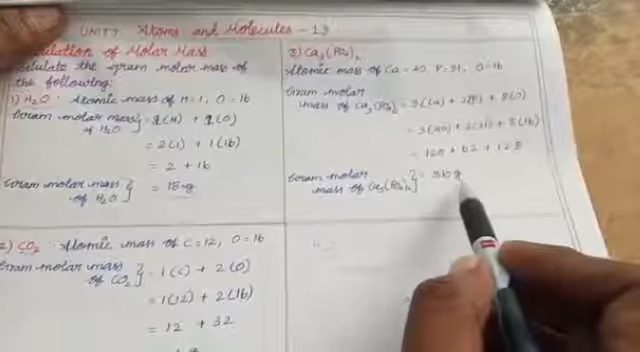 UNIT 7 Atoms and Molecules - 13
Calculation of Molar Mass
Calculate the gram molar mass of
the following:
1) H₂O Atomic mass of H=1, O=16
Gram molar mass
of H₂O } = 2(H) + 1(O)
= 2(1) + 1(16)
= 2 + 16
Gram molar mass
of H₂O } = 18 g
2) CO₂ Atomic mass of C=12, O=16
Gram molar mass
of CO₂ } = 1(C) + 2(O)
= 1(12) + 2(16)
= 12 + 32
3) Ca₃(PO₄)₂
Atomic mass of Ca=40, P=31, O=16
Gram molar
mass of Ca₃(PO₄)₂ = 3(Ca) + 2(P) + 8(O)
= 3(40) + 2(31) + 8(16)
= 120 + 62 + 128
Gram molar
mass of Ca₃(PO₄)₂ } =